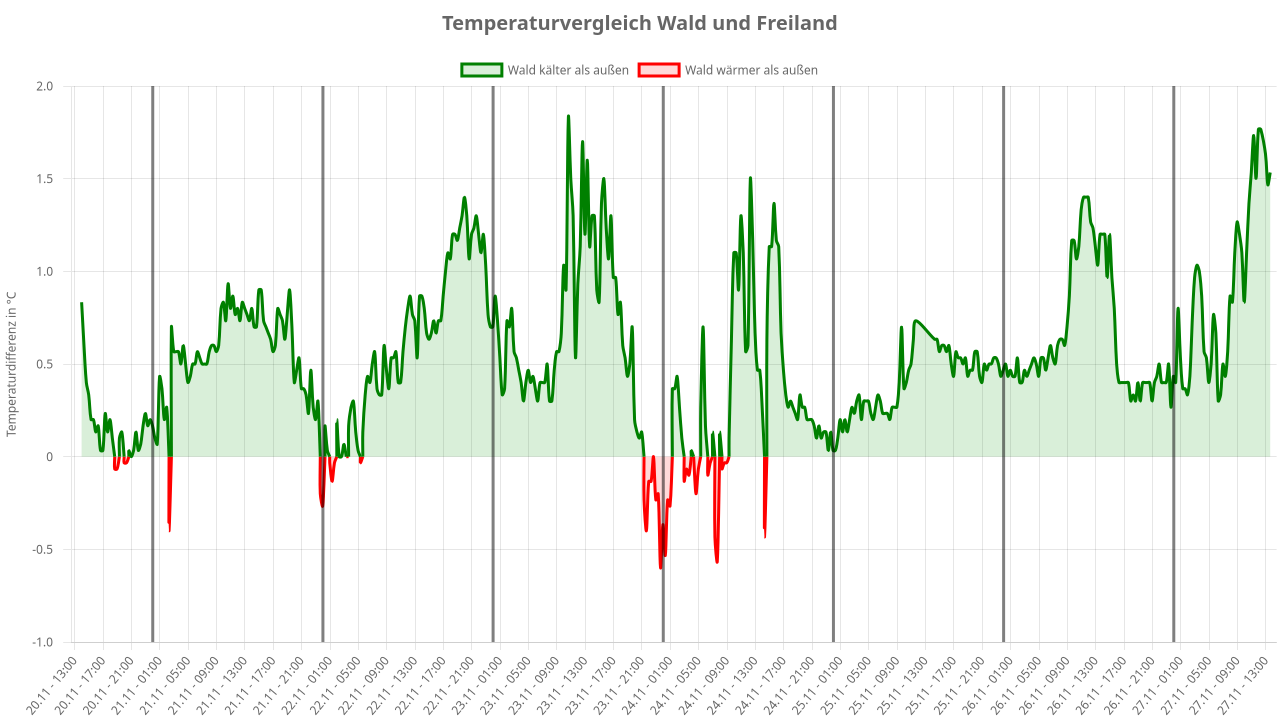 Temperaturvergleich Wald und Freiland
Wald kälter als außen
Wald wärmer als außen
Temperaturdifferenz in °C
2.0
1.5
1.0
0.5
0
-0.5
-1.0
20.11 - 13:00
20.11 - 17:00
20.11 - 21:00
21.11 - 01:00
21.11 - 05:00
21.11 - 09:00
21.11 - 13:00
21.11 - 17:00
21.11 - 21:00
22.11 - 01:00
22.11 - 05:00
22.11 - 09:00
22.11 - 13:00
22.11 - 17:00
22.11 - 21:00
23.11 - 01:00
23.11 - 05:00
23.11 - 09:00
23.11 - 13:00
23.11 - 17:00
23.11 - 21:00
24.11 - 01:00
24.11 - 05:00
24.11 - 09:00
24.11 - 13:00
24.11 - 17:00
24.11 - 21:00
25.11 - 01:00
25.11 - 05:00
25.11 - 09:00
25.11 - 13:00
25.11 - 17:00
25.11 - 21:00
26.11 - 01:00
26.11 - 05:00
26.11 - 09:00
26.11 - 13:00
26.11 - 17:00
26.11 - 21:00
27.11 - 01:00
27.11 - 05:00
27.11 - 09:00
27.11 - 13:00